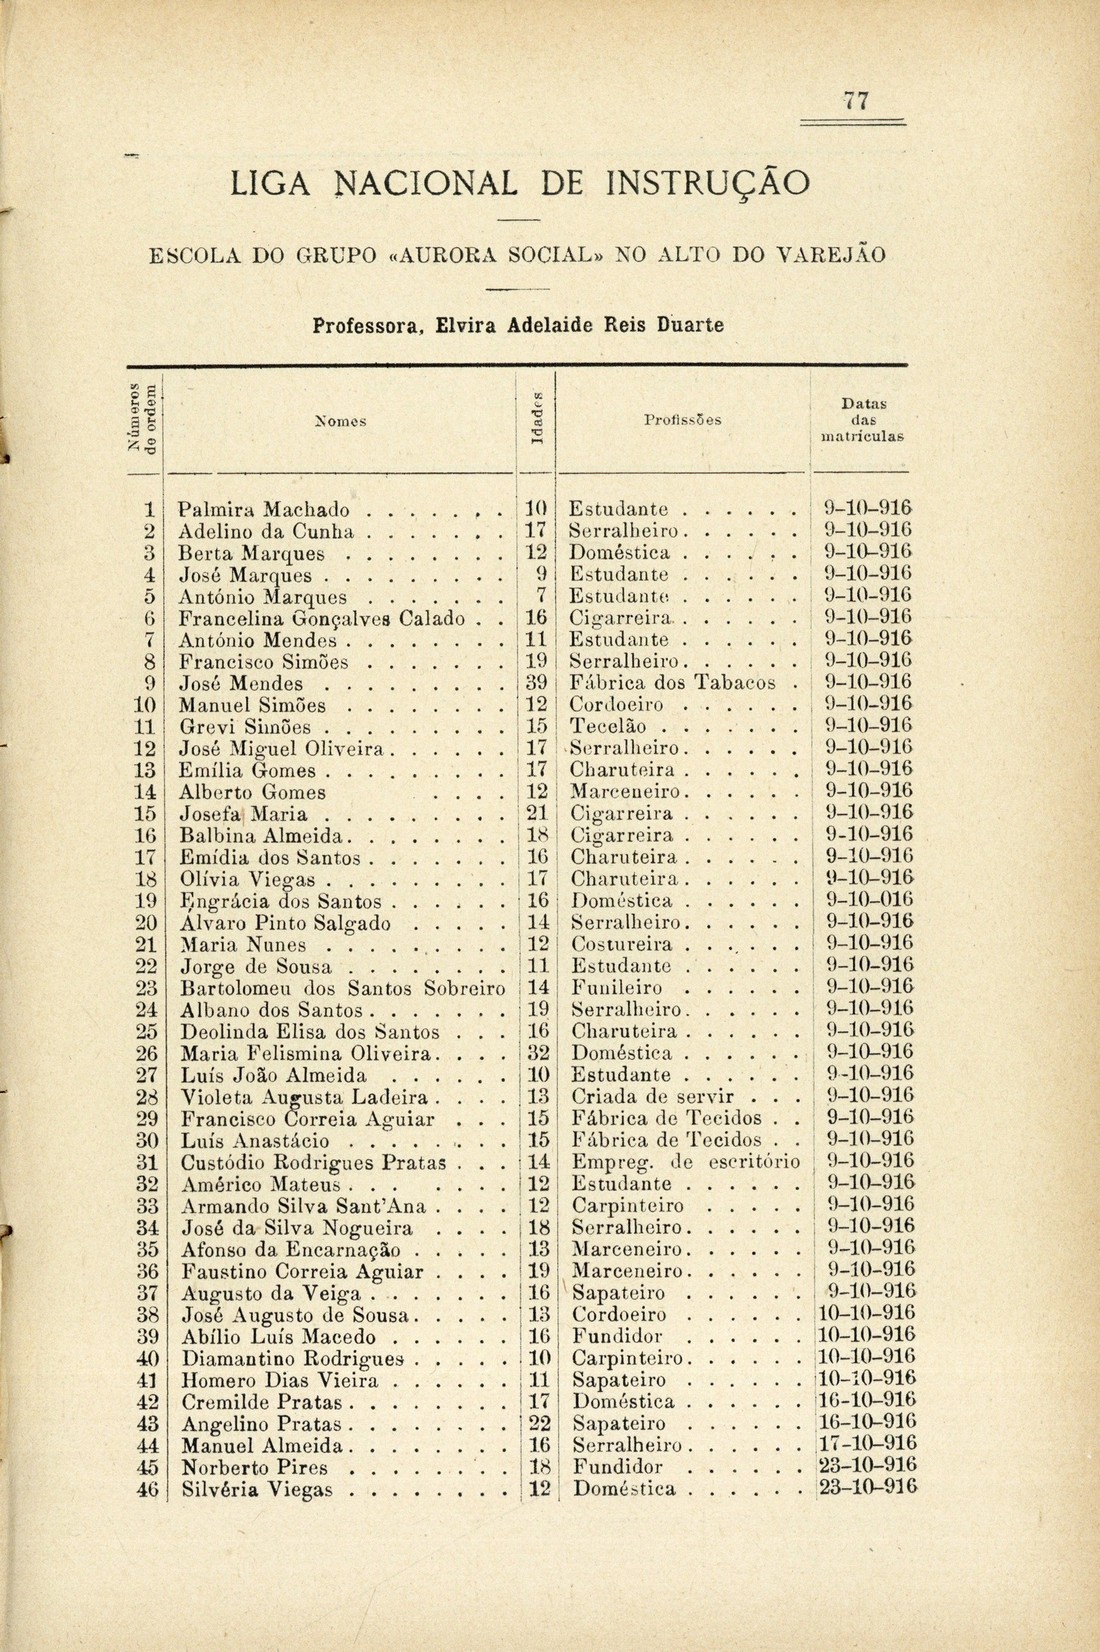 77
LIGA NACIONAL DE INSTRUÇÃO
ESCOLA DO GRUPO «AURORA SOCIAL» NO ALTO DO VAREJÃO
Professora, Elvira Adelaide Reis Duarte
Números de ordem Nomes Idades Profissões Datas das matrículas
1 Palmira Machado . . . . . . . 10 Estudante . . . . . . 9-10-916
2 Adelino da Cunha . . . . . . . 17 Serralheiro . . . . . . 9-10-916
3 Berta Marques . . . . . . . . 12 Doméstica . . . . . . 9-10-916
4 José Marques . . . . . . . . . 9 Estudante . . . . . . 9-10-916
5 António Marques . . . . . . . 7 Estudante . . . . . . 9-10-916
6 Francelina Gonçalves Calado . . 16 Cigarreira . . . . . . 9-10-916
7 António Mendes . . . . . . . . 11 Estudante . . . . . . 9-10-916
8 Francisco Simões . . . . . . . 19 Serralheiro . . . . . . 9-10-916
9 José Mendes . . . . . . . . . 39 Fábrica dos Tabacos . 9-10-916
10 Manuel Simões . . . . . . . . 12 Cordoeiro . . . . . . 9-10-916
11 Grevi Simões . . . . . . . . . 15 Tecelão . . . . . . . 9-10-916
12 José Miguel Oliveira . . . . . . 17 Serralheiro . . . . . . 9-10-916
13 Emília Gomes . . . . . . . . . 17 Charuteira . . . . . . 9-10-916
14 Alberto Gomes . . . . 12 Marceneiro . . . . . . 9-10-916
15 Josefa Maria . . . . . . . . . 21 Cigarreira . . . . . . 9-10-916
16 Balbina Almeida . . . . . . . . 18 Cigarreira . . . . . . 9-10-916
17 Emídia dos Santos . . . . . . . 16 Charuteira . . . . . . 9-10-916
18 Olívia Viegas . . . . . . . . . 17 Charuteira . . . . . . 9-10-916
19 Engrácia dos Santos . . . . . . 16 Doméstica . . . . . . 9-10-016
20 Álvaro Pinto Salgado . . . . . 14 Serralheiro . . . . . . 9-10-916
21 Maria Nunes . . . . . . . . . 12 Costureira . . . . . . 9-10-916
22 Jorge de Sousa . . . . . . . . 11 Estudante . . . . . . 9-10-916
23 Bartolomeu dos Santos Sobreiro 14 Funileiro . . . . . . 9-10-916
24 Albano dos Santos . . . . . . . 19 Serralheiro . . . . . . 9-10-916
25 Deolinda Elisa dos Santos . . . 16 Charuteira . . . . . . 9-10-916
26 Maria Felismina Oliveira . . . . 32 Doméstica . . . . . . 9-10-916
27 Luís João Almeida . . . . . . 10 Estudante . . . . . . 9-10-916
28 Violeta Augusta Ladeira . . . . 13 Criada de servir . . . 9-10-916
29 Francisco Correia Aguiar . . . 15 Fábrica de Tecidos . . 9-10-916
30 Luís Anastácio . . . . . . . . 15 Fábrica de Tecidos . . 9-10-916
31 Custódio Rodrigues Pratas . . . 14 Empreg. de escritório 9-10-916
32 Américo Mateus . . . . . . . 12 Estudante . . . . . . 9-10-916
33 Armando Silva Sant'Ana . . . . 12 Carpinteiro . . . . . 9-10-916
34 José da Silva Nogueira . . . . 18 Serralheiro . . . . . . 9-10-916
35 Afonso da Encarnação . . . . . 13 Marceneiro . . . . . . 9-10-916
36 Faustino Correia Aguiar . . . . 19 Marceneiro . . . . . . 9-10-916
37 Augusto da Veiga . . . . . . . 16 Sapateiro . . . . . . 9-10-916
38 José Augusto de Sousa . . . . . 13 Cordoeiro . . . . . . 10-10-916
39 Abílio Luís Macedo . . . . . . 16 Fundidor . . . . . . 10-10-916
40 Diamantino Rodrigues . . . . . 10 Carpinteiro . . . . . . 10-10-916
41 Homero Dias Vieira . . . . . . 11 Sapateiro . . . . . . 10-10-916
42 Cremilde Pratas . . . . . . . . 17 Doméstica . . . . . . 16-10-916
43 Angelino Pratas . . . . . . . . 22 Sapateiro . . . . . . 16-10-916
44 Manuel Almeida . . . . . . . . 16 Serralheiro . . . . . . 17-10-916
45 Norberto Pires . . . . . . . . 18 Fundidor . . . . . . 23-10-916
46 Silvéria Viegas . . . . . . . . 12 Doméstica . . . . . . 23-10-916